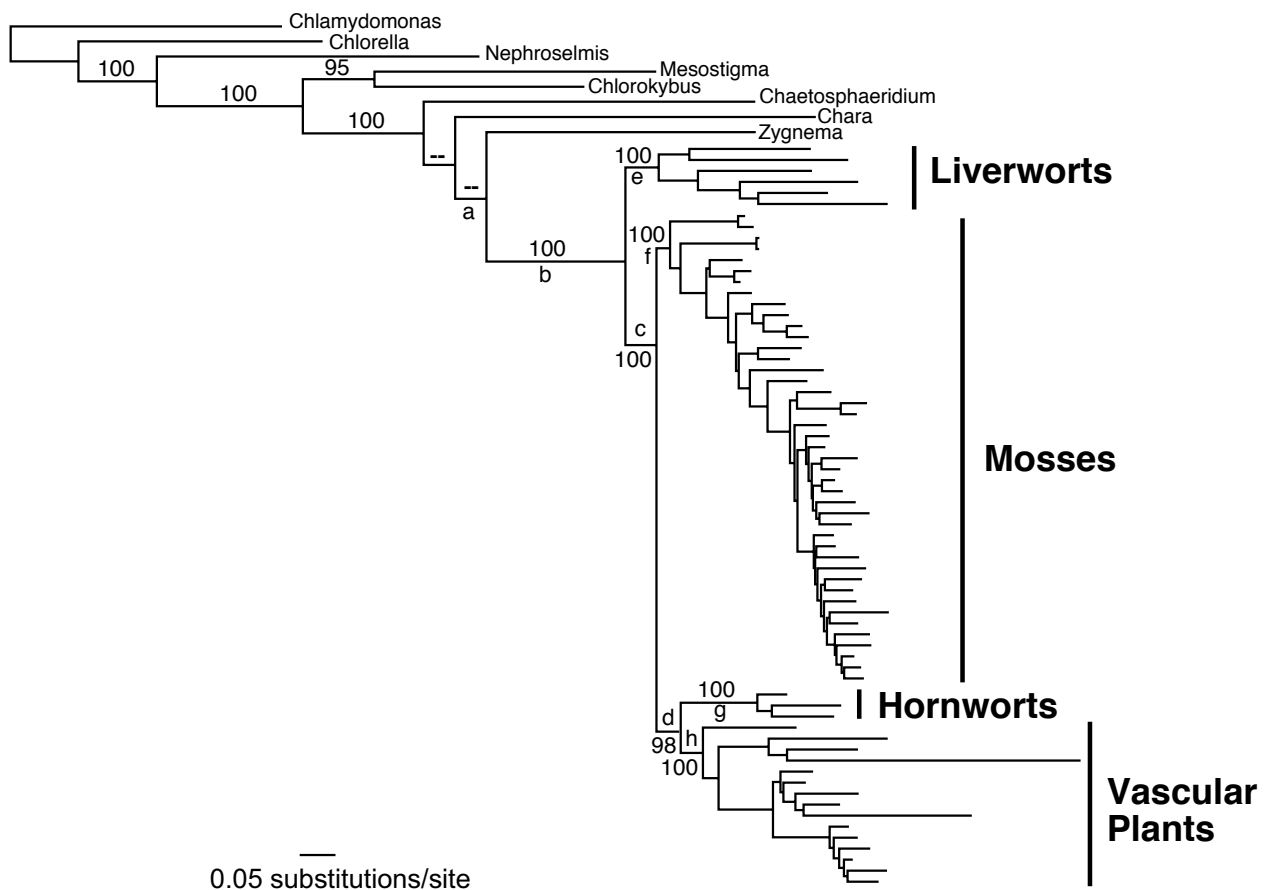 Chlamydomonas
Chlorella
100
Nephroselmis
100
95
Mesostigma
Chlorokybus
100
Chaetosphaeridium
--
Chara
--
a
Zygnema
100
b
100
e
Liverworts
100
f
c
100
Mosses
100
g
Hornworts
d
98
h
100
Vascular
Plants
0.05 substitutions/site